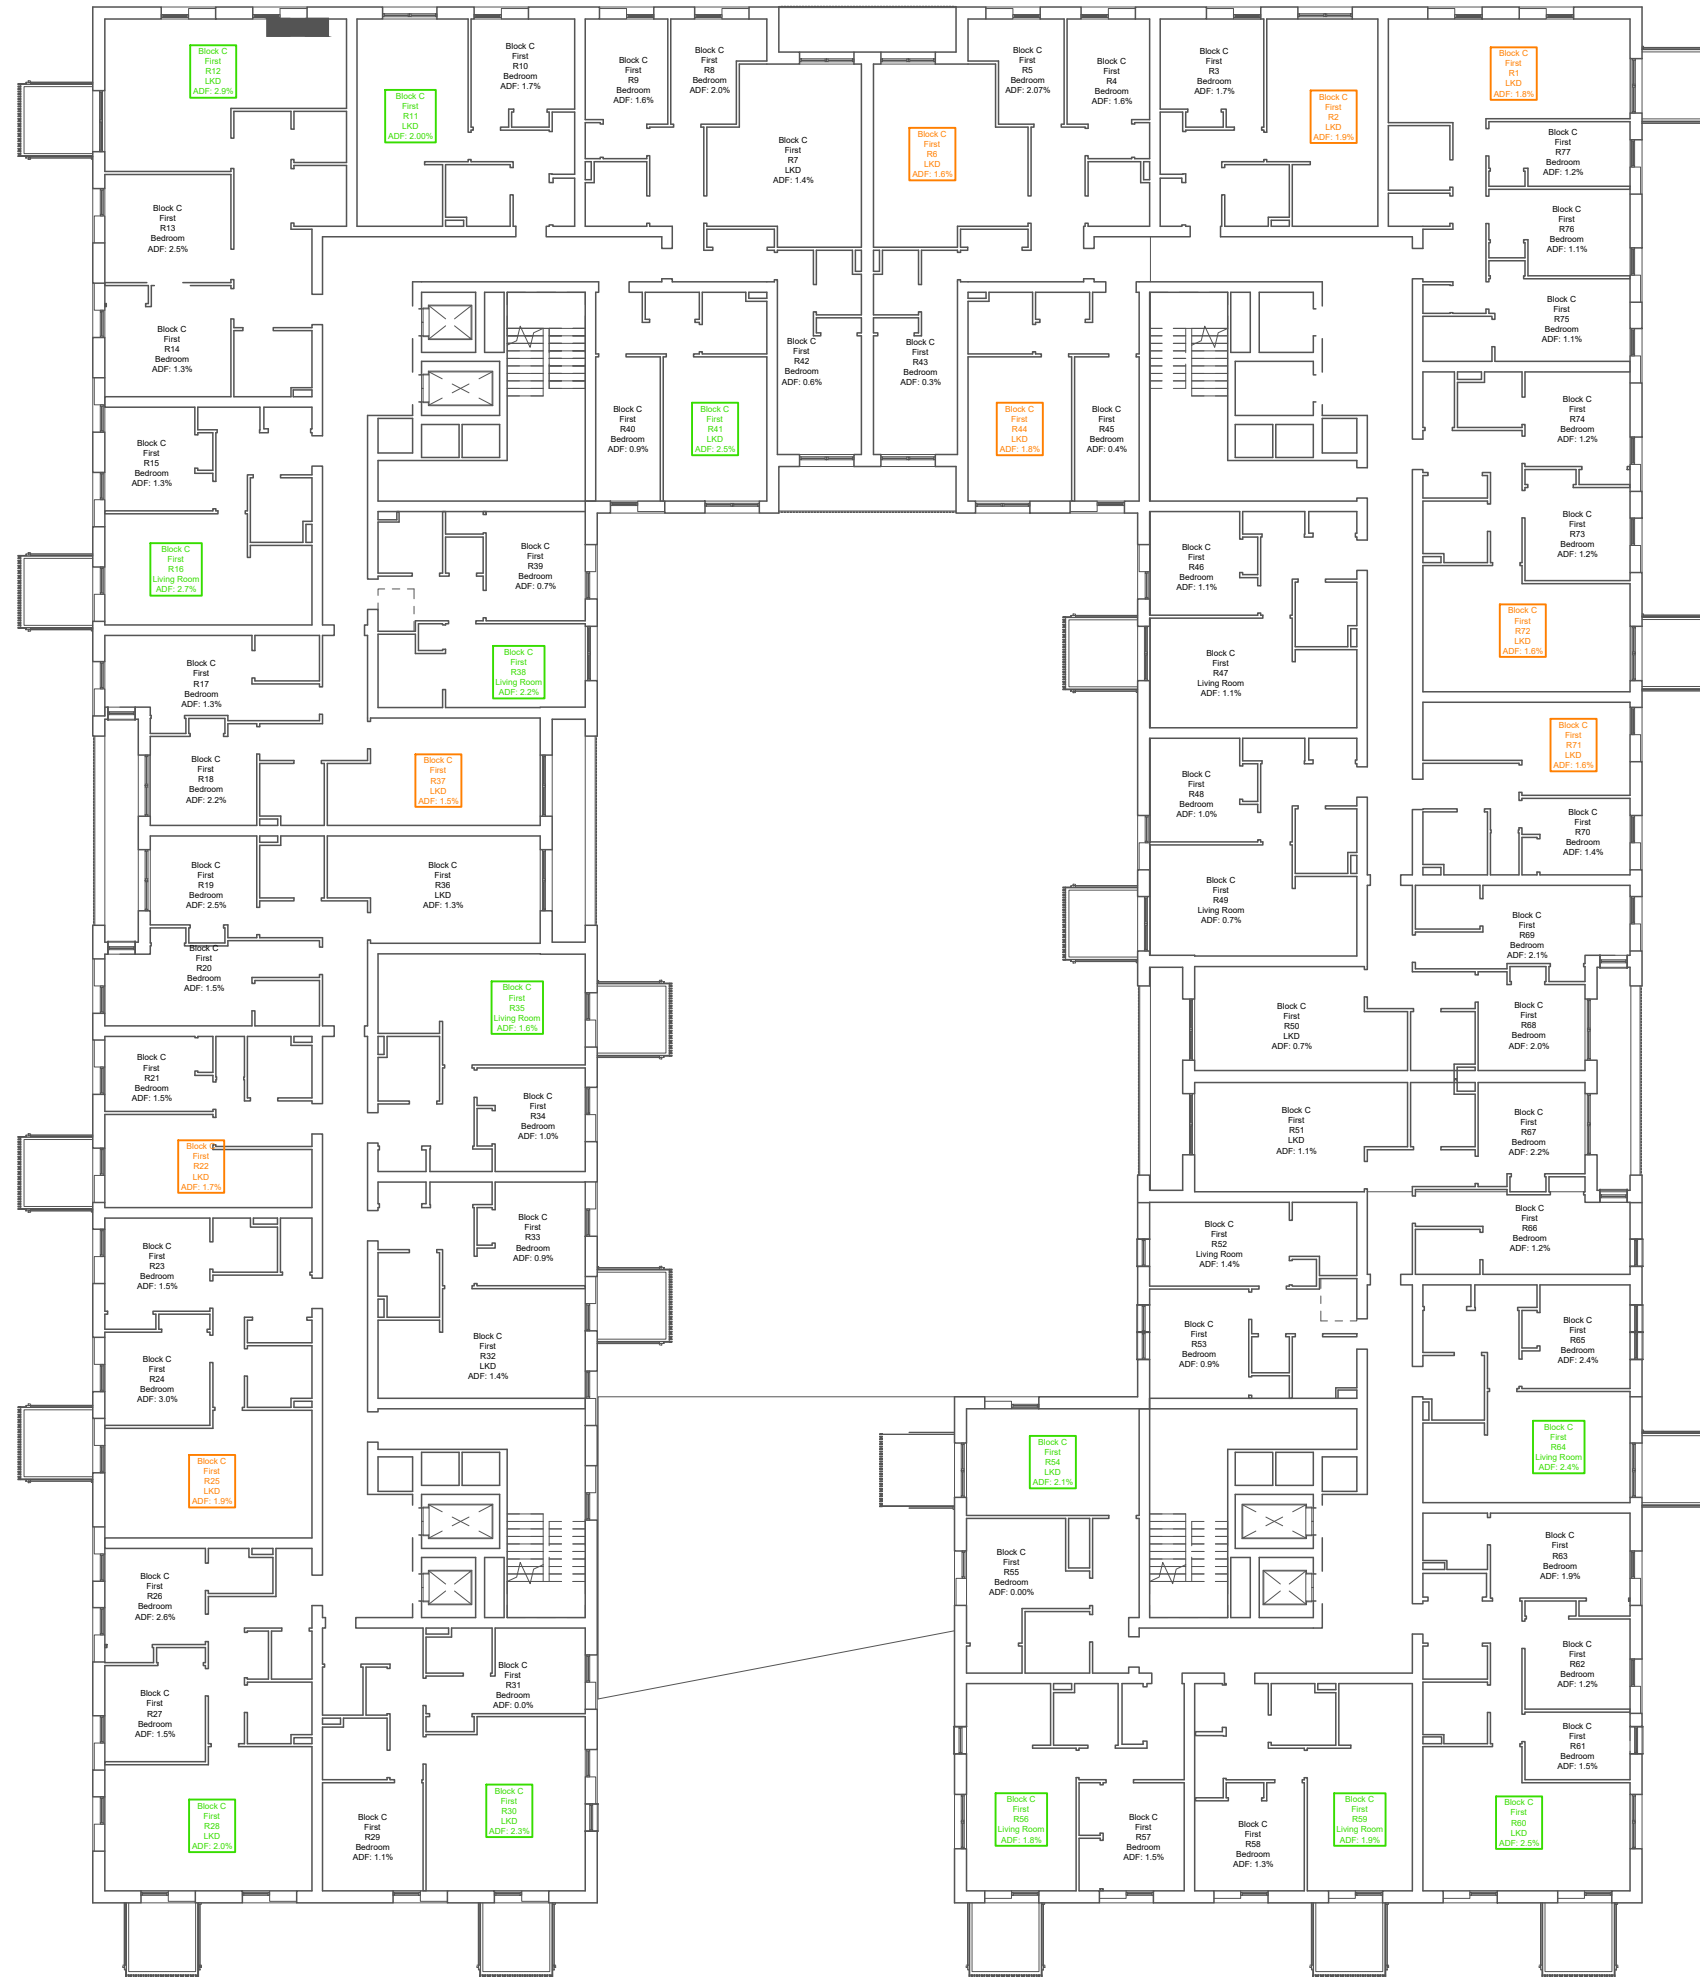 Block C
First
R12
LKD
ADF: 2.9%
Block C
First
R11
LKD
ADF: 2.00%
Block C
First
R10
Bedroom
ADF: 1.7%
Block C
First
R9
Bedroom
ADF: 1.6%
Block C
First
R8
Bedroom
ADF: 2.0%
Block C
First
R7
LKD
ADF: 1.4%
Block C
First
R6
LKD
ADF: 1.6%
Block C
First
R5
Bedroom
ADF: 2.07%
Block C
First
R4
Bedroom
ADF: 1.6%
Block C
First
R3
Bedroom
ADF: 1.7%
Block C
First
R2
LKD
ADF: 1.9%
Block C
First
R1
LKD
ADF: 1.8%
Block C
First
R77
Bedroom
ADF: 1.2%
Block C
First
R76
Bedroom
ADF: 1.1%
Block C
First
R75
Bedroom
ADF: 1.1%
Block C
First
R74
Bedroom
ADF: 1.2%
Block C
First
R73
Bedroom
ADF: 1.2%
Block C
First
R72
LKD
ADF: 1.6%
Block C
First
R71
LKD
ADF: 1.6%
Block C
First
R70
Bedroom
ADF: 1.4%
Block C
First
R69
Bedroom
ADF: 2.1%
Block C
First
R68
Bedroom
ADF: 2.0%
Block C
First
R67
Bedroom
ADF: 2.2%
Block C
First
R66
Bedroom
ADF: 1.2%
Block C
First
R65
Bedroom
ADF: 2.4%
Block C
First
R64
Living Room
ADF: 2.4%
Block C
First
R63
Bedroom
ADF: 1.9%
Block C
First
R62
Bedroom
ADF: 1.2%
Block C
First
R61
Bedroom
ADF: 1.5%
Block C
First
R60
LKD
ADF: 2.5%
Block C
First
R59
Living Room
ADF: 1.9%
Block C
First
R58
Bedroom
ADF: 1.3%
Block C
First
R57
Bedroom
ADF: 1.5%
Block C
First
R56
Living Room
ADF: 1.8%
Block C
First
R55
Bedroom
ADF: 0.00%
Block C
First
R54
LKD
ADF: 2.1%
Block C
First
R53
Bedroom
ADF: 0.9%
Block C
First
R52
Living Room
ADF: 1.4%
Block C
First
R51
LKD
ADF: 1.1%
Block C
First
R50
LKD
ADF: 0.7%
Block C
First
R49
Living Room
ADF: 0.7%
Block C
First
R48
Bedroom
ADF: 1.0%
Block C
First
R47
Living Room
ADF: 1.1%
Block C
First
R46
Bedroom
ADF: 1.1%
Block C
First
R45
Bedroom
ADF: 0.4%
Block C
First
R44
LKD
ADF: 1.8%
Block C
First
R43
Bedroom
ADF: 0.3%
Block C
First
R42
Bedroom
ADF: 0.6%
Block C
First
R41
LKD
ADF: 2.5%
Block C
First
R40
Bedroom
ADF: 0.9%
Block C
First
R39
Bedroom
ADF: 0.7%
Block C
First
R38
Living Room
ADF: 2.2%
Block C
First
R37
LKD
ADF: 1.5%
Block C
First
R36
LKD
ADF: 1.3%
Block C
First
R35
Living Room
ADF: 1.6%
Block C
First
R34
Bedroom
ADF: 1.0%
Block C
First
R33
Bedroom
ADF: 0.9%
Block C
First
R32
LKD
ADF: 1.4%
Block C
First
R31
Bedroom
ADF: 0.0%
Block C
First
R30
LKD
ADF: 2.3%
Block C
First
R29
Bedroom
ADF: 1.1%
Block C
First
R28
LKD
ADF: 2.0%
Block C
First
R27
Bedroom
ADF: 1.5%
Block C
First
R26
Bedroom
ADF: 2.6%
Block C
First
R25
LKD
ADF: 1.9%
Block C
First
R24
Bedroom
ADF: 3.0%
Block C
First
R23
Bedroom
ADF: 1.5%
Block C
First
R22
LKD
ADF: 1.7%
Block C
First
R21
Bedroom
ADF: 1.5%
Block C
First
R20
Bedroom
ADF: 1.5%
Block C
First
R19
Bedroom
ADF: 2.5%
Block C
First
R18
Bedroom
ADF: 2.2%
Block C
First
R17
Bedroom
ADF: 1.3%
Block C
First
R16
Living Room
ADF: 2.7%
Block C
First
R15
Bedroom
ADF: 1.3%
Block C
First
R14
Bedroom
ADF: 1.3%
Block C
First
R13
Bedroom
ADF: 2.5%